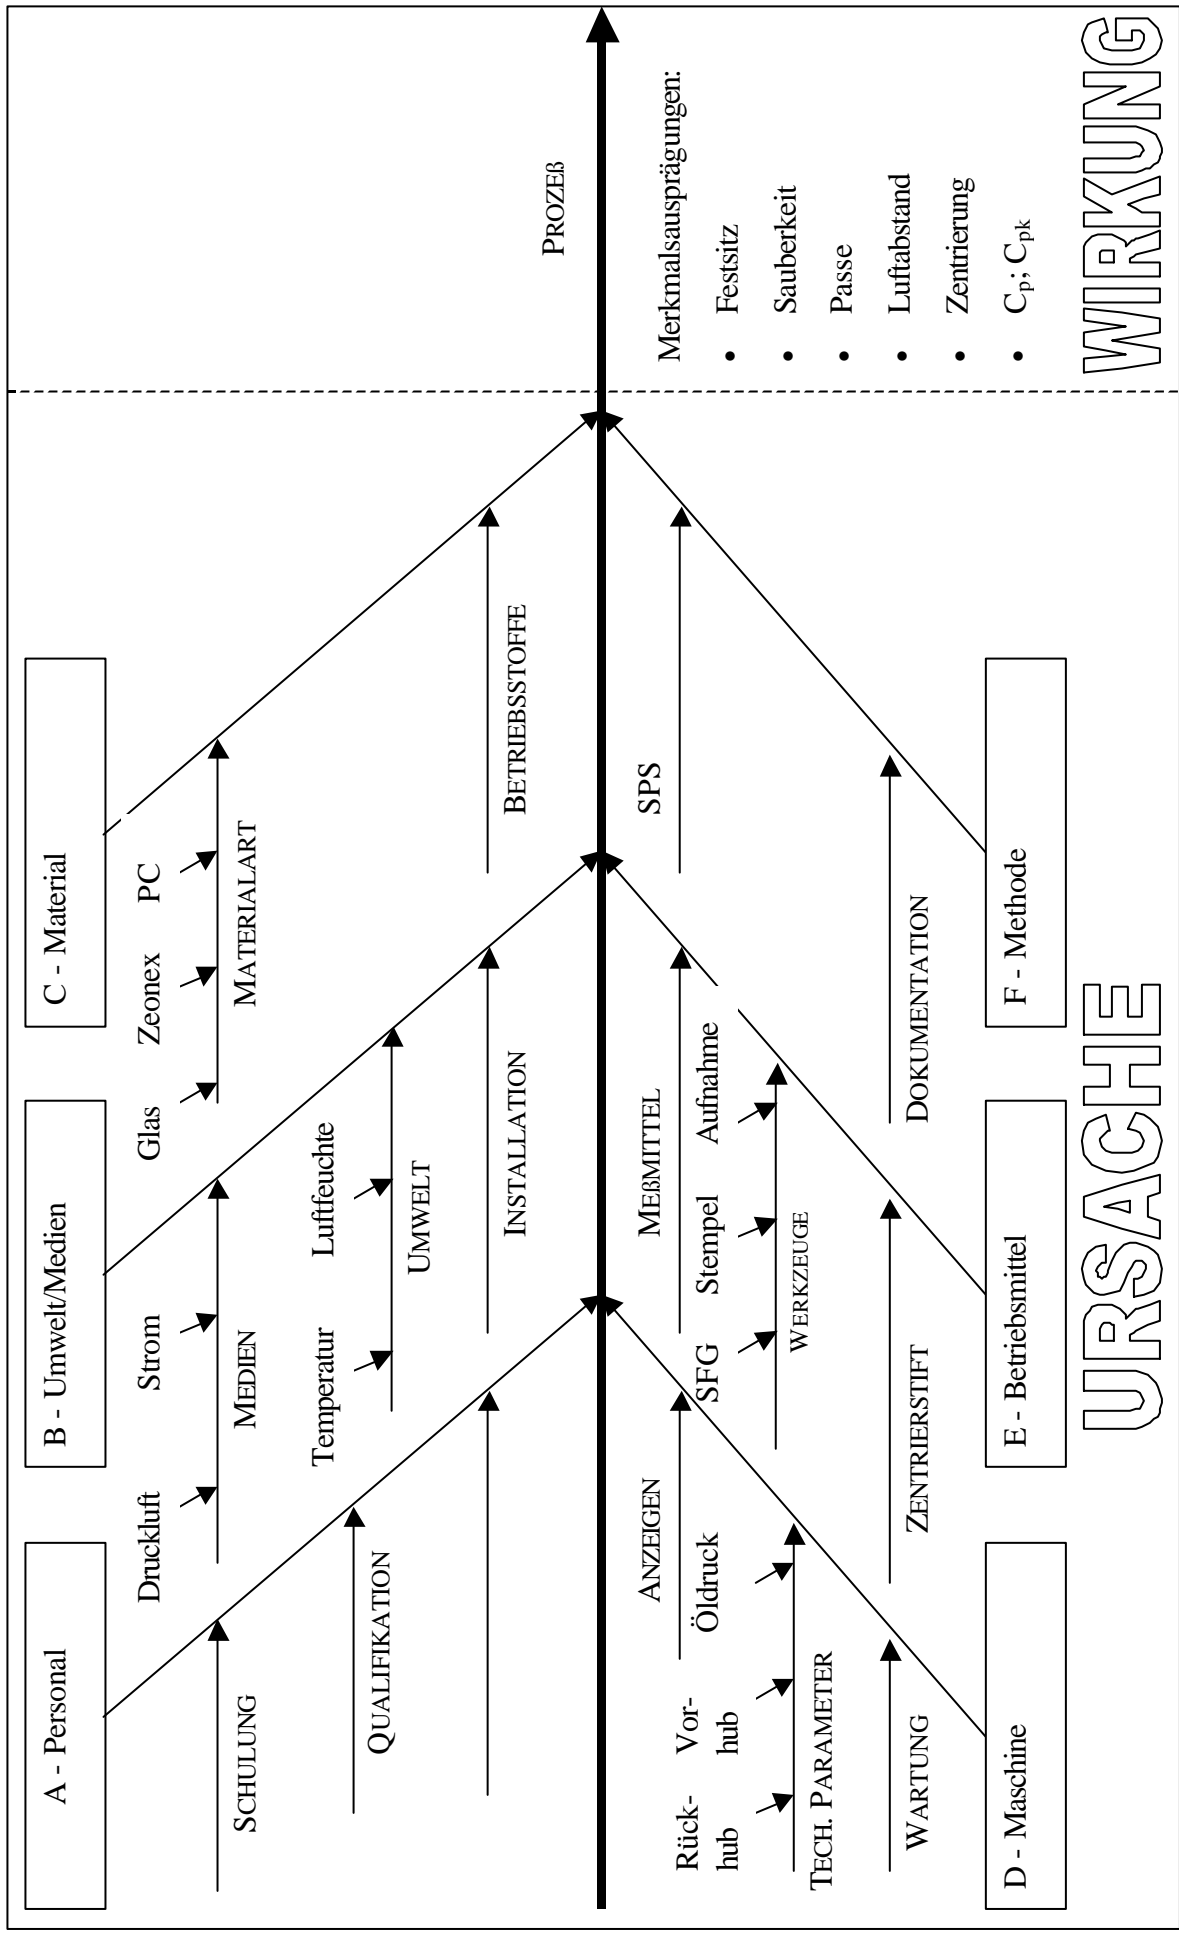 A - Personal
B - Umwelt/Medien
C - Material
Druckluft
Strom
Glas
Zeonex
PC
SCHULUNG
MEDIEN
MATERIALART
Temperatur
Luftfeuchte
QUALIFIKATION
UMWELT
INSTALLATION
BETRIEBSSTOFFE
PROZEß
ANZEIGEN
MEßMITTEL
SPS
Merkmalsausprägungen:
Rück-
hub
Vor-
hub
Öldruck
SFG
Stempel
Aufnahme
• Festsitz
• Sauberkeit
• Passe
• Luftabstand
• Zentrierung
• Cp; Cpk
TECH. PARAMETER
WERKZEUGE
WARTUNG
ZENTRIERSTIFT
DOKUMENTATION
D - Maschine
E - Betriebsmittel
F - Methode
URSACHE
WIRKUNG